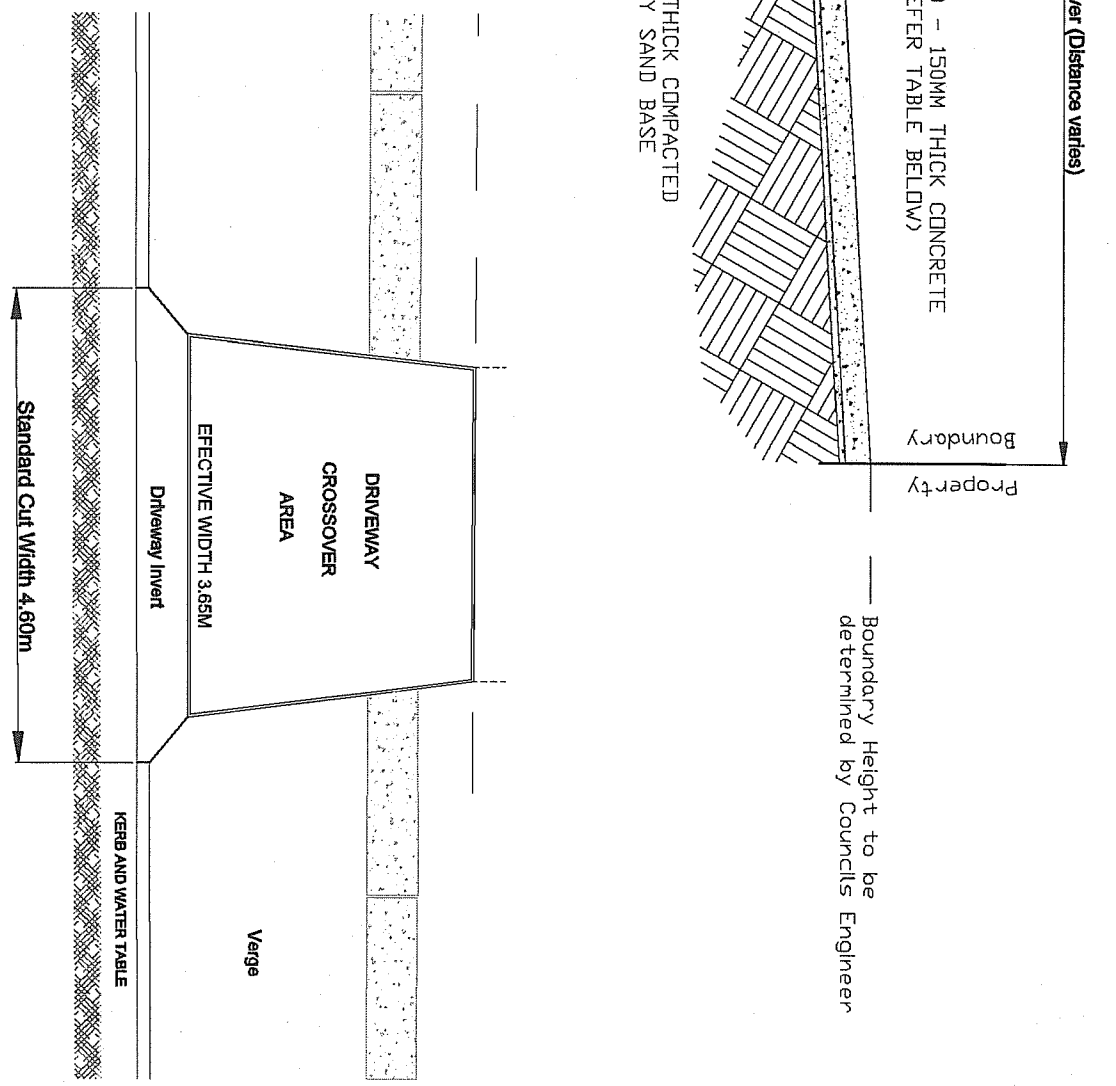 ver (Distance varies)
- 150MM THICK CONCRETE
EFER TABLE BELOW)
THICK COMPACTED
Y SAND BASE
Boundary
Property
Boundary Height to be
determined by Councils Engineer
DRIVEWAY
CROSSOVER
AREA
EFECTIVE WIDTH 3.65M
Driveway Invert
Verge
KERB AND WATER TABLE
Standard Cut Width 4.60m